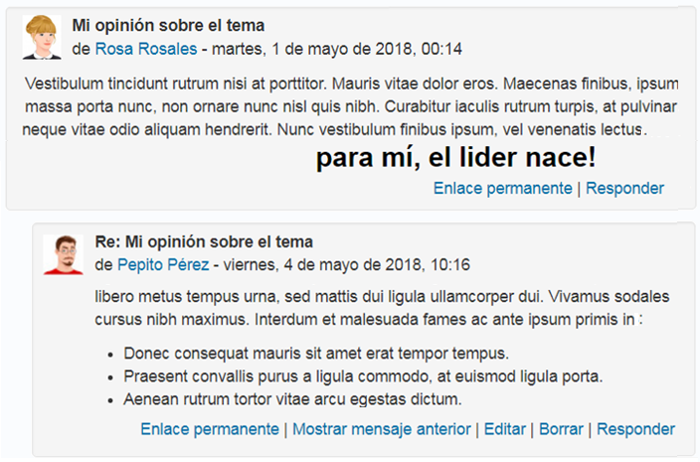 Mi opinión sobre el tema
de Rosa Rosales - martes, 1 de mayo de 2018, 00:14
Vestibulum tincidunt rutrum nisi at porttitor. Mauris vitae dolor eros. Maecenas finibus, ipsum
massa porta nunc, non ornare nunc nisl quis nibh. Curabitur iaculis rutrum turpis, at pulvinar
neque vitae odio aliquam hendrerit. Nunc vestibulum finibus ipsum, vel venenatis lectus.
para mí, el lider nace!
Enlace permanente | Responder
Re: Mi opinión sobre el tema
de Pepito Pérez - viernes, 4 de mayo de 2018, 10:16
libero metus tempus urna, sed mattis dui ligula ullamcorper dui. Vivamus sodales
cursus nibh maximus. Interdum et malesuada fames ac ante ipsum primis in :
• Donec consequat mauris sit amet erat tempor tempus.
• Praesent convallis purus a ligula commodo, at euismod ligula porta.
• Aenean rutrum tortor vitae arcu egestas dictum.
Enlace permanente | Mostrar mensaje anterior | Editar | Borrar | Responder